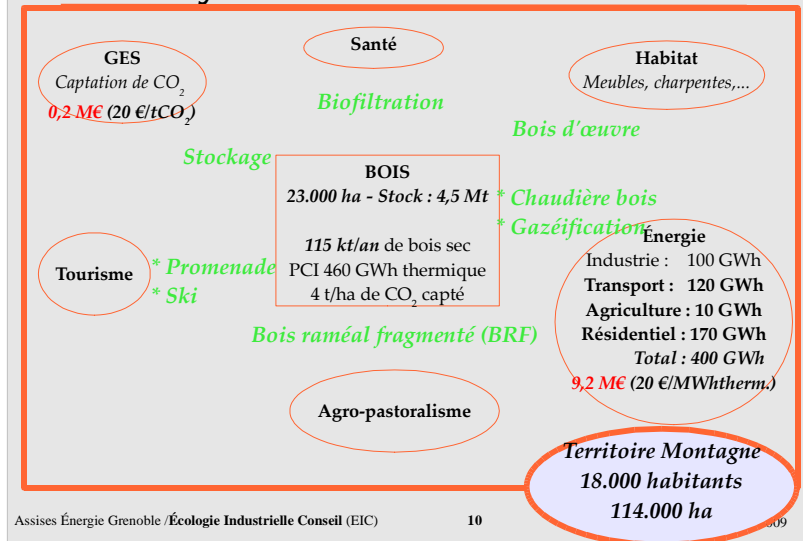 Santé
GES
Captation de CO2
0,2 M€ (20 €/tCO2)
Habitat
Meubles, charpentes,...
Biofiltration
Bois d'œuvre
Stockage
BOIS
23.000 ha - Stock : 4,5 Mt
115 kt/an de bois sec
PCI 460 GWh thermique
4 t/ha de CO2 capté
* Chaudière bois
* Gazéification
Tourisme
* Promenade
* Ski
Énergie
Industrie : 100 GWh
Transport : 120 GWh
Agriculture : 10 GWh
Résidentiel : 170 GWh
Total : 400 GWh
9,2 M€ (20 €/MWhtherm.)
Bois raméal fragmenté (BRF)
Agro-pastoralisme
Territoire Montagne
18.000 habitants
114.000 ha
Assises Énergie Grenoble /Écologie Industrielle Conseil (EIC) 10